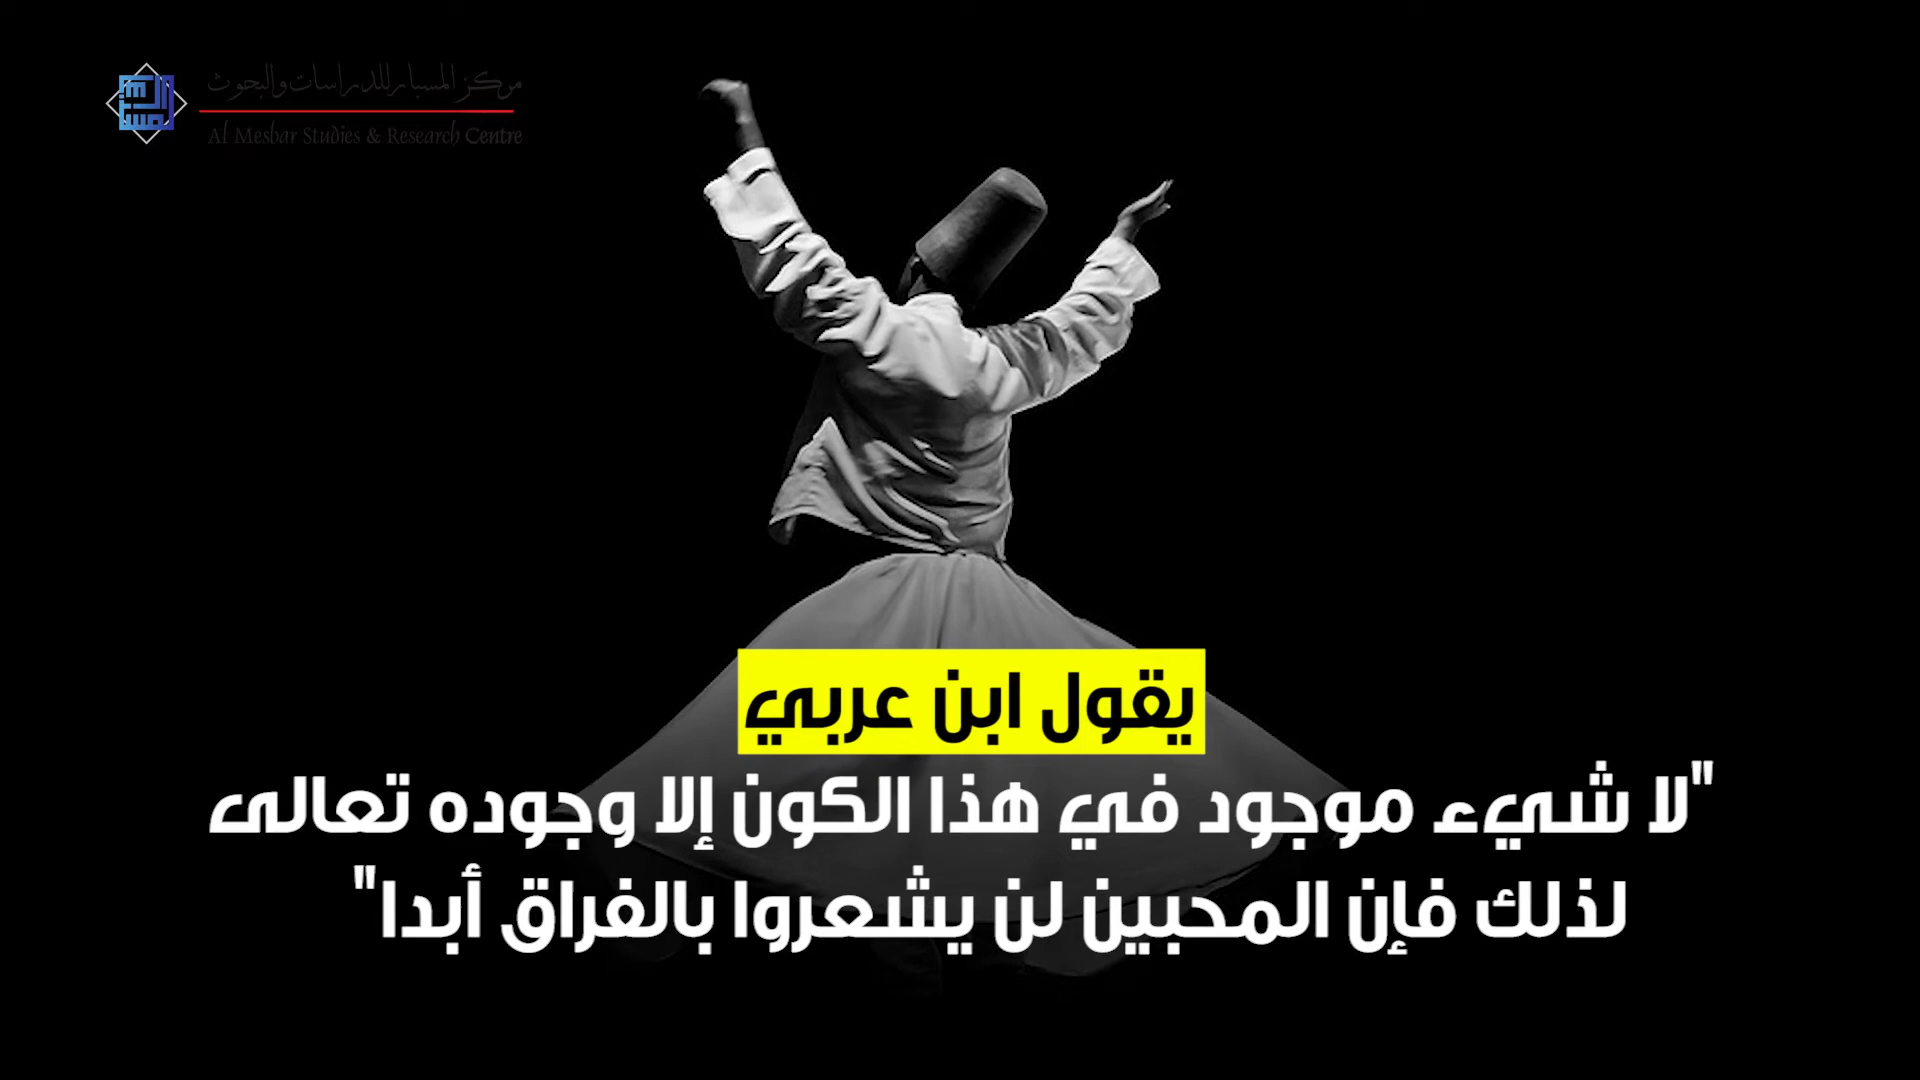 مركز المسبار للدراسات والبحوث
Al Mesbar Studies & Research Centre
يقول ابن عربي
"لا شيء موجود في هذا الكون إلا وجوده تعالى
لذلك فإن المحبين لن يشعروا بالفراق أبدا"